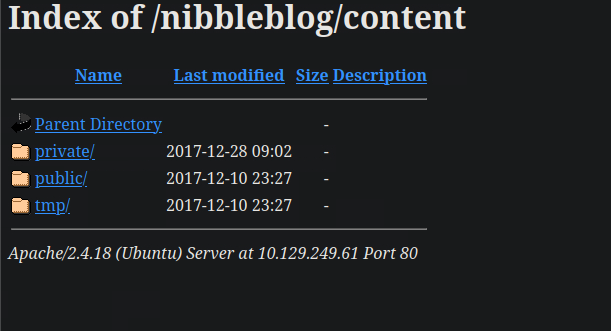 Index of /nibbleblog/content
Name Last modified Size Description
Parent Directory -
private/ 2017-12-28 09:02 -
public/ 2017-12-10 23:27 -
tmp/ 2017-12-10 23:27 -
Apache/2.4.18 (Ubuntu) Server at 10.129.249.61 Port 80